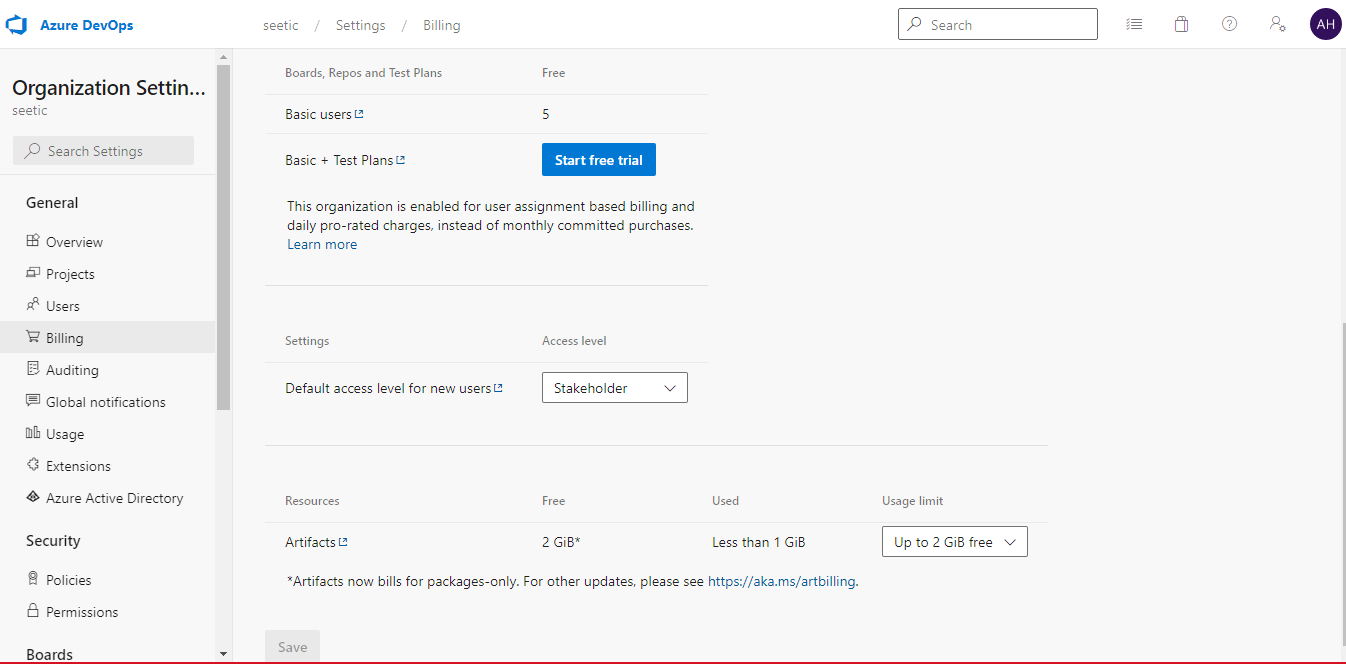 Azure DevOps
seetic / Settings / Billing
Search
AH
Organization Settin...
seetic
Search Settings
General
Overview
Projects
Users
Billing
Auditing
Global notifications
Usage
Extensions
Azure Active Directory
Security
Policies
Permissions
Boards
Boards, Repos and Test Plans Free
Basic users 5
Basic + Test Plans Start free trial
This organization is enabled for user assignment based billing and
daily pro-rated charges, instead of monthly committed purchases.
Learn more
Settings Access level
Default access level for new users Stakeholder
Resources Free Used Usage limit
Artifacts 2 GiB* Less than 1 GiB Up to 2 GiB free
*Artifacts now bills for packages-only. For other updates, please see https://aka.ms/artbilling.
Save